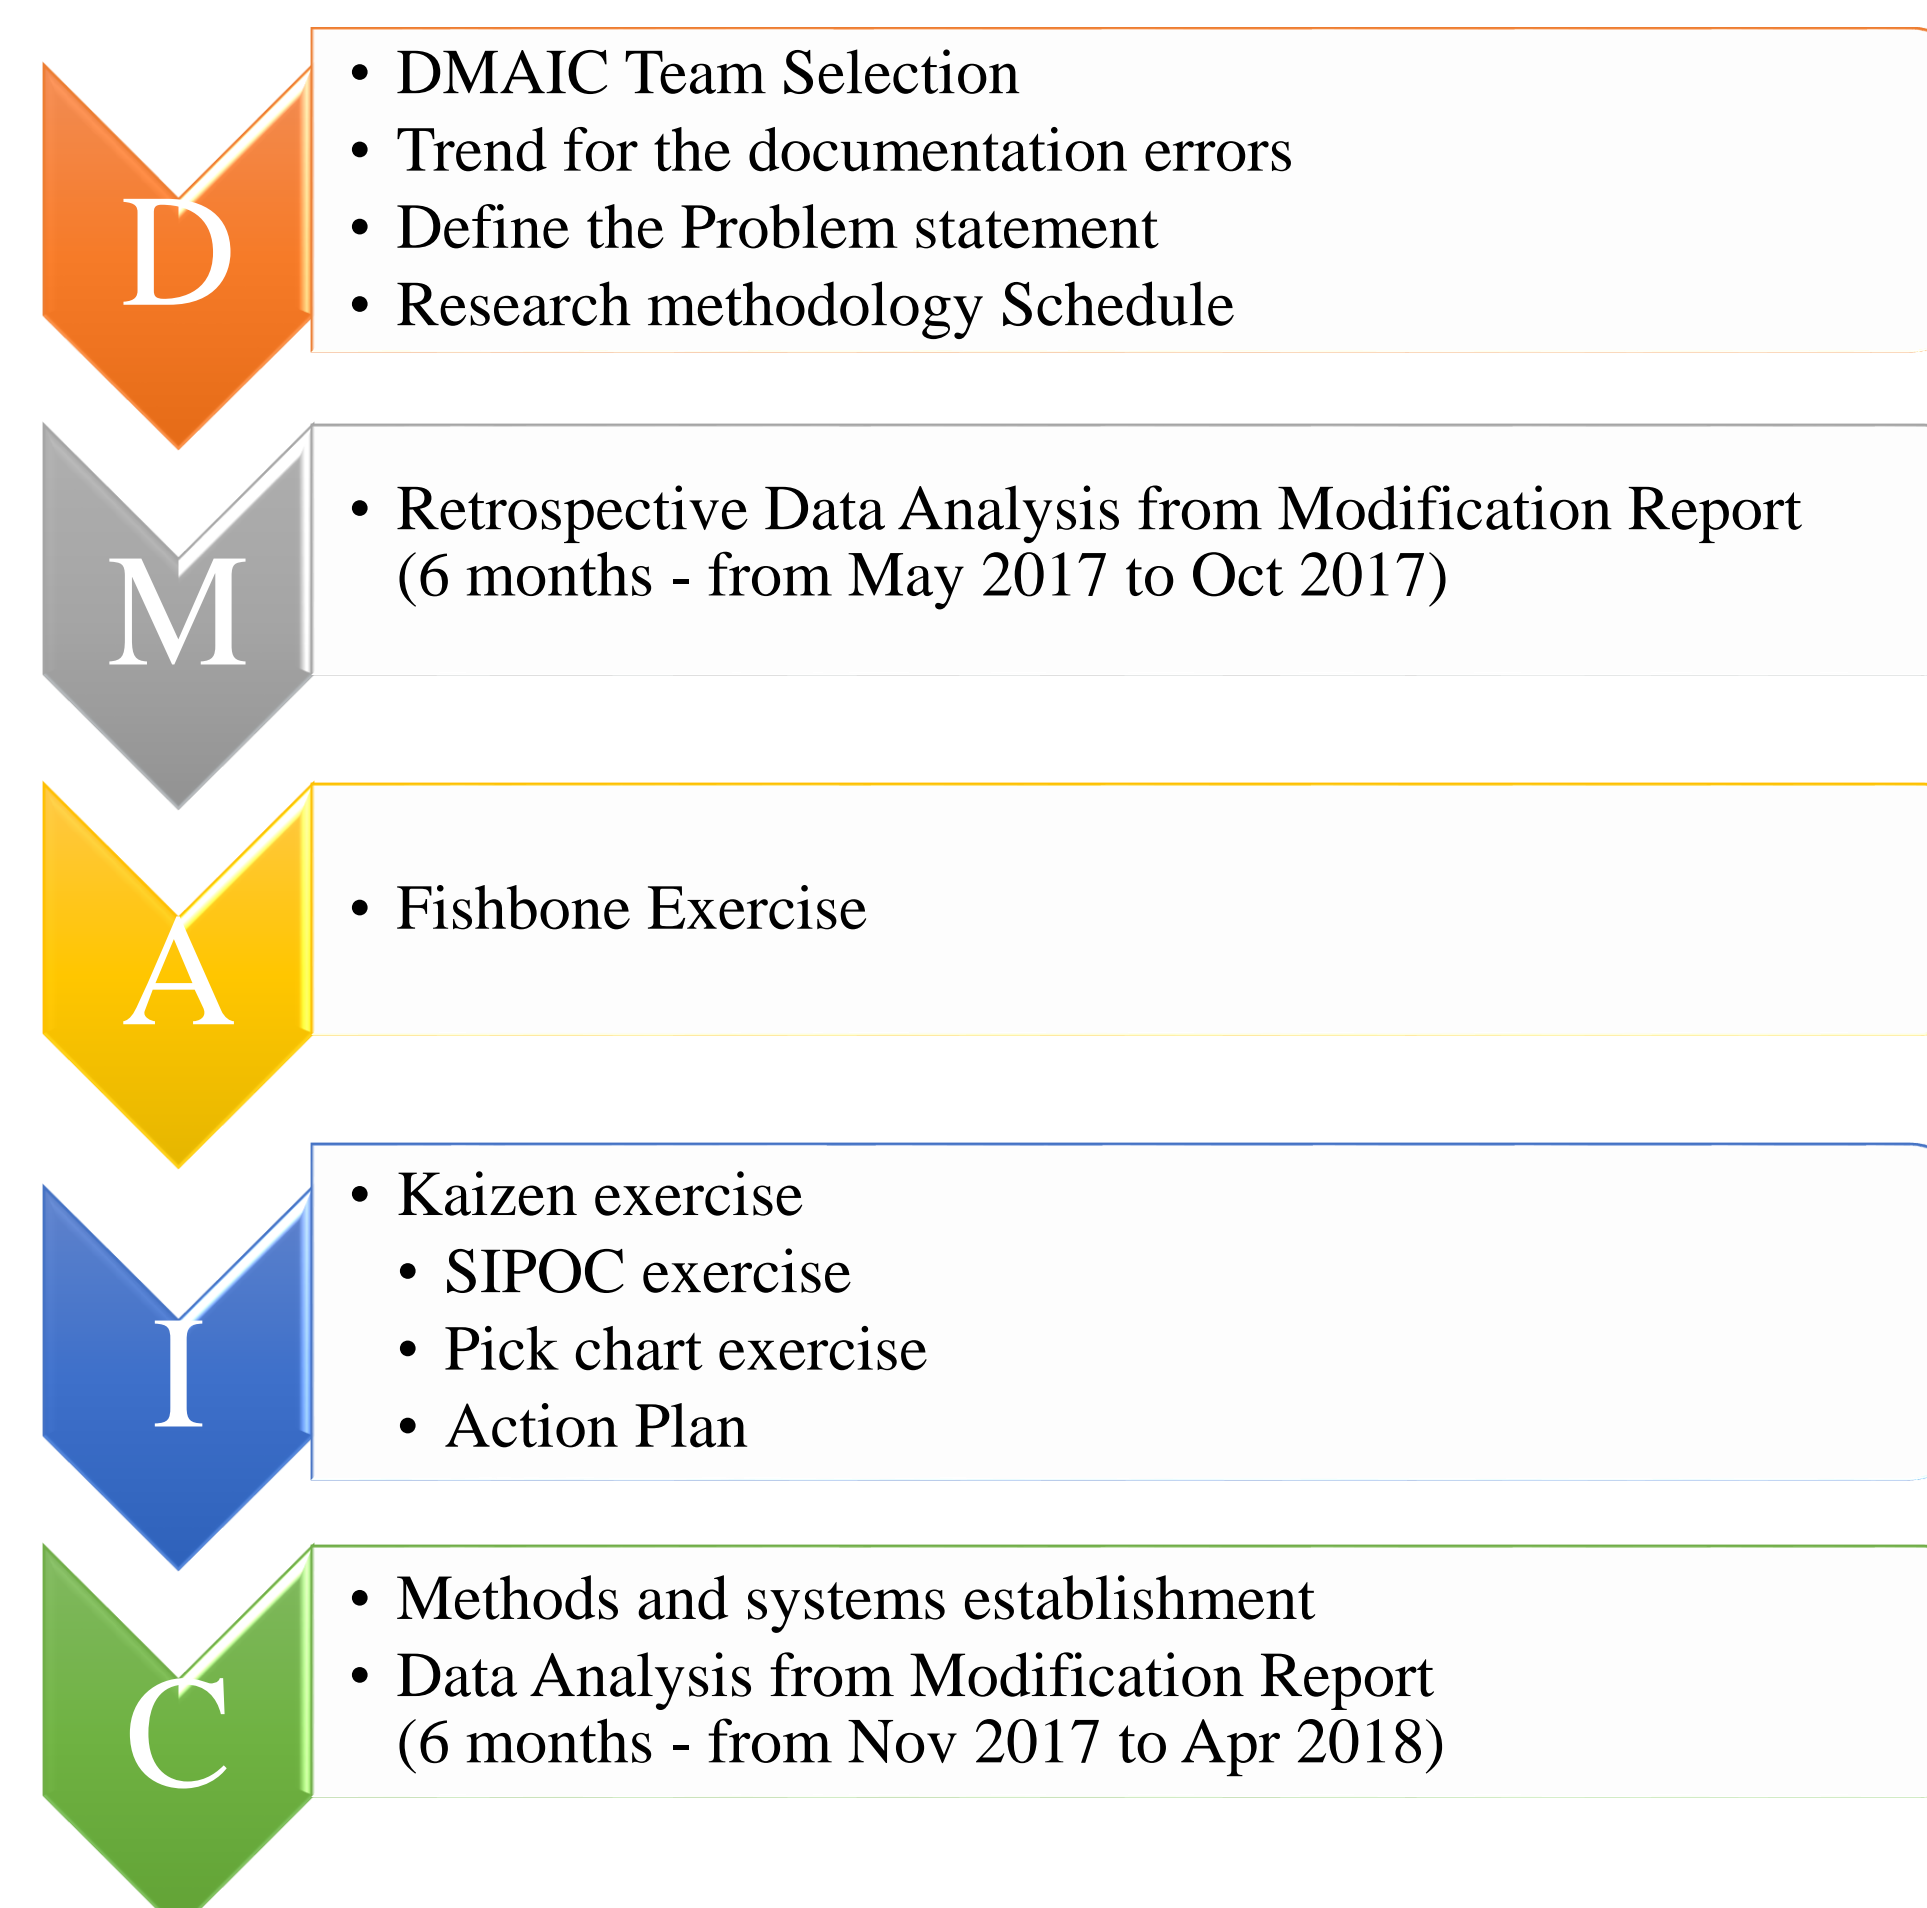 D
• DMAIC Team Selection
• Trend for the documentation errors
• Define the Problem statement
• Research methodology Schedule
M
• Retrospective Data Analysis from Modification Report
(6 months - from May 2017 to Oct 2017)
A
• Fishbone Exercise
I
• Kaizen exercise
• SIPOC exercise
• Pick chart exercise
• Action Plan
C
• Methods and systems establishment
• Data Analysis from Modification Report
(6 months - from Nov 2017 to Apr 2018)